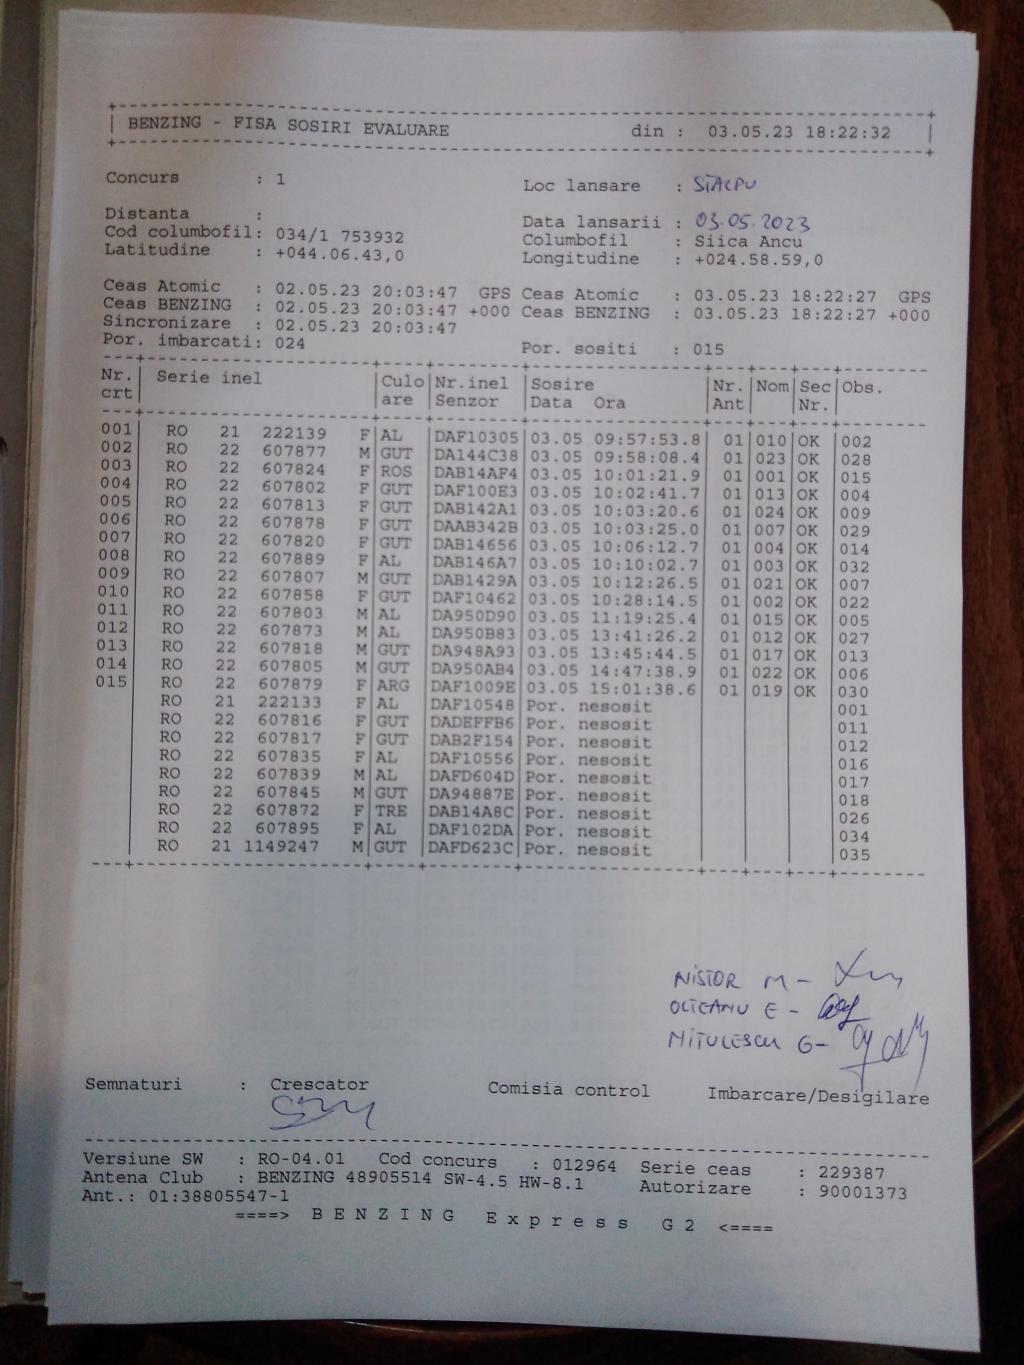 BENZING - FISA SOSIRI EVALUARE din : 03.05.23 18:22:32
Concurs : 1 Loc lansare : STALPU
Distanta : Data lansarii : 03.05.2023
Cod columbofil: 034/1 753932 Columbofil : Siica Ancu
Latitudine : +044.06.43,0 Longitudine : +024.58.59,0
Ceas Atomic : 02.05.23 20:03:47 GPS Ceas Atomic : 03.05.23 18:22:27 GPS
Ceas BENZING : 02.05.23 20:03:47 +000 Ceas BENZING : 03.05.23 18:22:27 +000
Sincronizare : 02.05.23 20:03:47
Por. imbarcati: 024 Por. sositi : 015
Nr. Serie inel Culo Nr.inel Sosire Nr. Nom Sec Obs.
crt are Senzor Data Ora Ant Nr.
001 RO 21 222139 F AL DAF10305 03.05 09:57:53.8 01 010 OK 002
002 RO 22 607877 M GUT DA144C38 03.05 09:58:08.4 01 023 OK 028
003 RO 22 607824 F ROS DAB14AF4 03.05 10:01:21.9 01 001 OK 015
004 RO 22 607802 F GUT DAF100E3 03.05 10:02:41.7 01 013 OK 004
005 RO 22 607813 F GUT DAB142A1 03.05 10:03:20.6 01 024 OK 009
006 RO 22 607878 F GUT DAAB342B 03.05 10:03:25.0 01 007 OK 029
007 RO 22 607820 F GUT DAB14656 03.05 10:06:12.7 01 004 OK 014
008 RO 22 607889 F AL DAB146A7 03.05 10:10:02.7 01 003 OK 032
009 RO 22 607807 M GUT DAB1429A 03.05 10:12:26.5 01 021 OK 007
010 RO 22 607858 F GUT DAF10462 03.05 10:28:14.5 01 002 OK 022
011 RO 22 607803 M AL DA950D90 03.05 11:19:25.4 01 015 OK 005
012 RO 22 607873 M AL DA950B83 03.05 13:41:26.2 01 012 OK 027
013 RO 22 607818 M GUT DA948A93 03.05 13:45:44.5 01 017 OK 013
014 RO 22 607805 M GUT DA950AB4 03.05 14:47:38.9 01 022 OK 006
015 RO 22 607879 F ARG DAF1009E 03.05 15:01:38.6 01 019 OK 030
RO 21 222133 F AL DAF10548 Por. nesosit 001
RO 22 607816 F GUT DADEFFB6 Por. nesosit 011
RO 22 607817 F GUT DAB2F154 Por. nesosit 012
RO 22 607835 F AL DAF10556 Por. nesosit 016
RO 22 607839 M AL DAFD604D Por. nesosit 017
RO 22 607845 M GUT DA94887E Por. nesosit 018
RO 22 607872 F TRE DAB14A8C Por. nesosit 026
RO 22 607895 F AL DAF102DA Por. nesosit 034
RO 21 1149247 M GUT DAFD623C Por. nesosit 035
NISTOR M -
OLTEANU E -
MITULESCU G-
Semnaturi : Crescator Comisia control Imbarcare/Desigilare
Versiune SW : RO-04.01 Cod concurs : 012964 Serie ceas : 229387
Antena Club : BENZING 48905514 SW-4.5 HW-8.1 Autorizare : 90001373
Ant.: 01:38805547-1
====> BENZING Express G2 <====